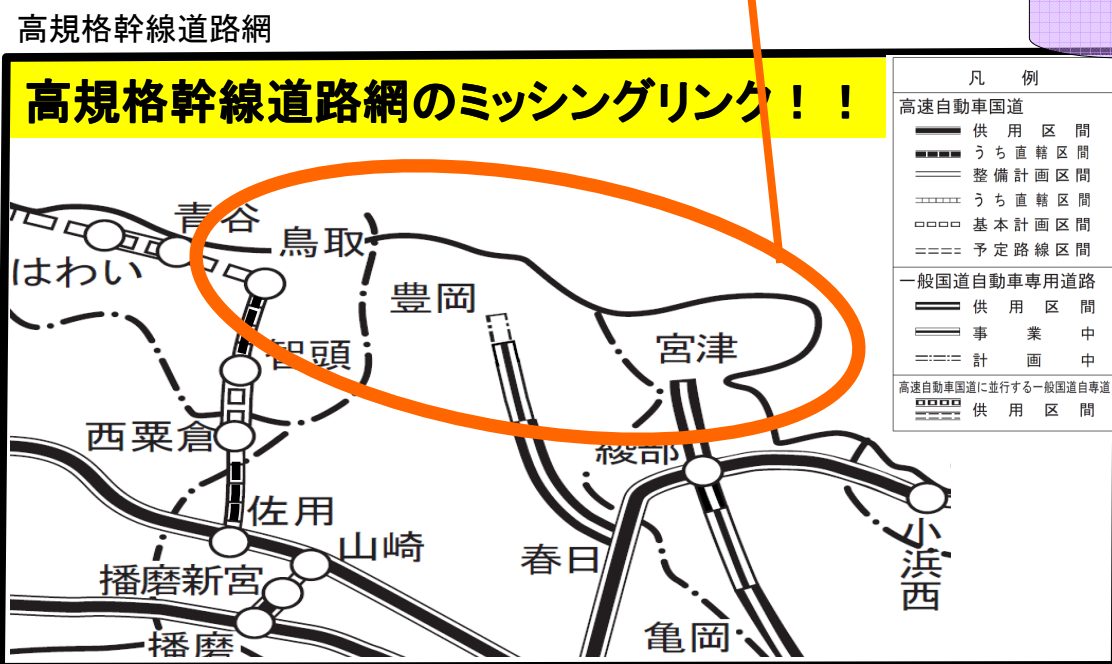 高規格幹線道路網
高規格幹線道路網のミッシングリンク！！
凡 例
高速自動車国道
供用区間
うち直轄区間
整備計画区間
うち直轄区間
基本計画区間
予定路線区間
一般国道自動車専用道路
供用区間
事業中
計画中
高速自動車国道に並行する一般国道自専道
供用区間
青谷
鳥取
はわい
豊岡
智頭
宮津
西粟倉
綾部
佐用
山崎
春日
小浜西
播磨新宮
播磨
亀岡